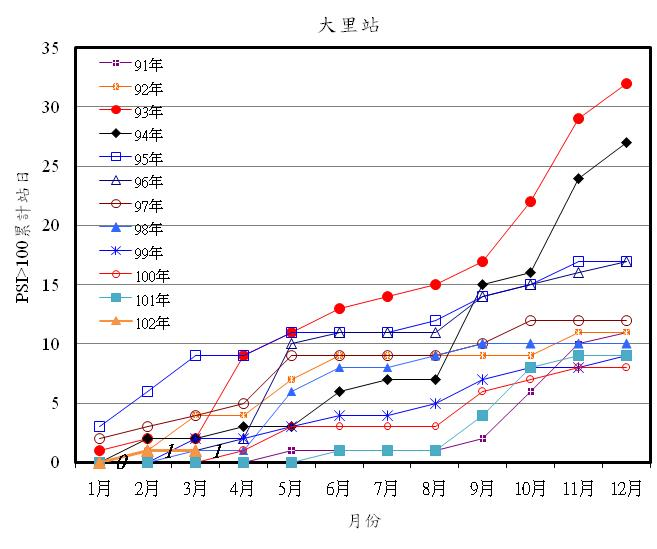 大里站
PSI>100累計站日
35
30
25
20
15
10
5
0
91年
92年
93年
94年
95年
96年
97年
98年
99年
100年
101年
102年
0 1 1
1月 2月 3月 4月 5月 6月 7月 8月 9月 10月 11月 12月
月份